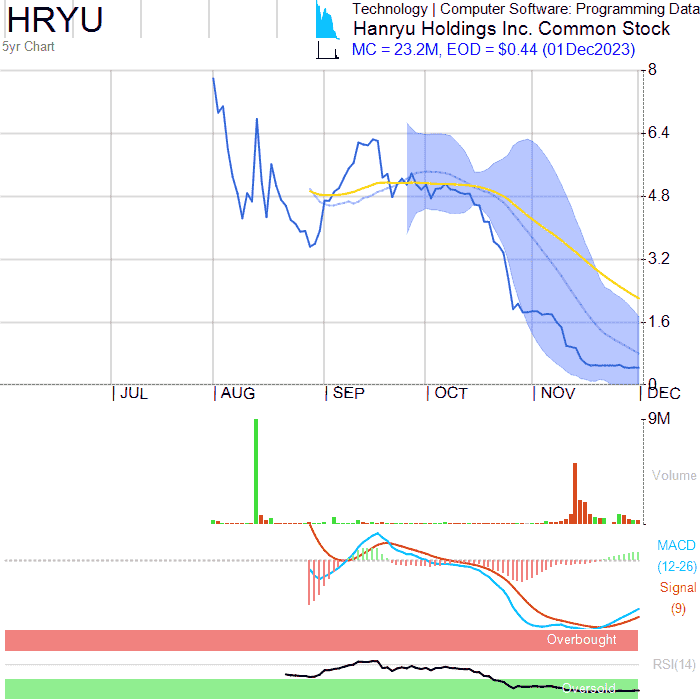 HRYU
Technology | Computer Software: Programming Data
Hanryu Holdings Inc. Common Stock
5yr Chart
MC = 23.2M, EOD = $0.44 (01Dec2023)
8
6.4
4.8
3.2
1.6
0
JUL AUG SEP OCT NOV DEC
9M
Volume
MACD
(12-26)
Signal
(9)
Overbought
RSI(14)
Oversold